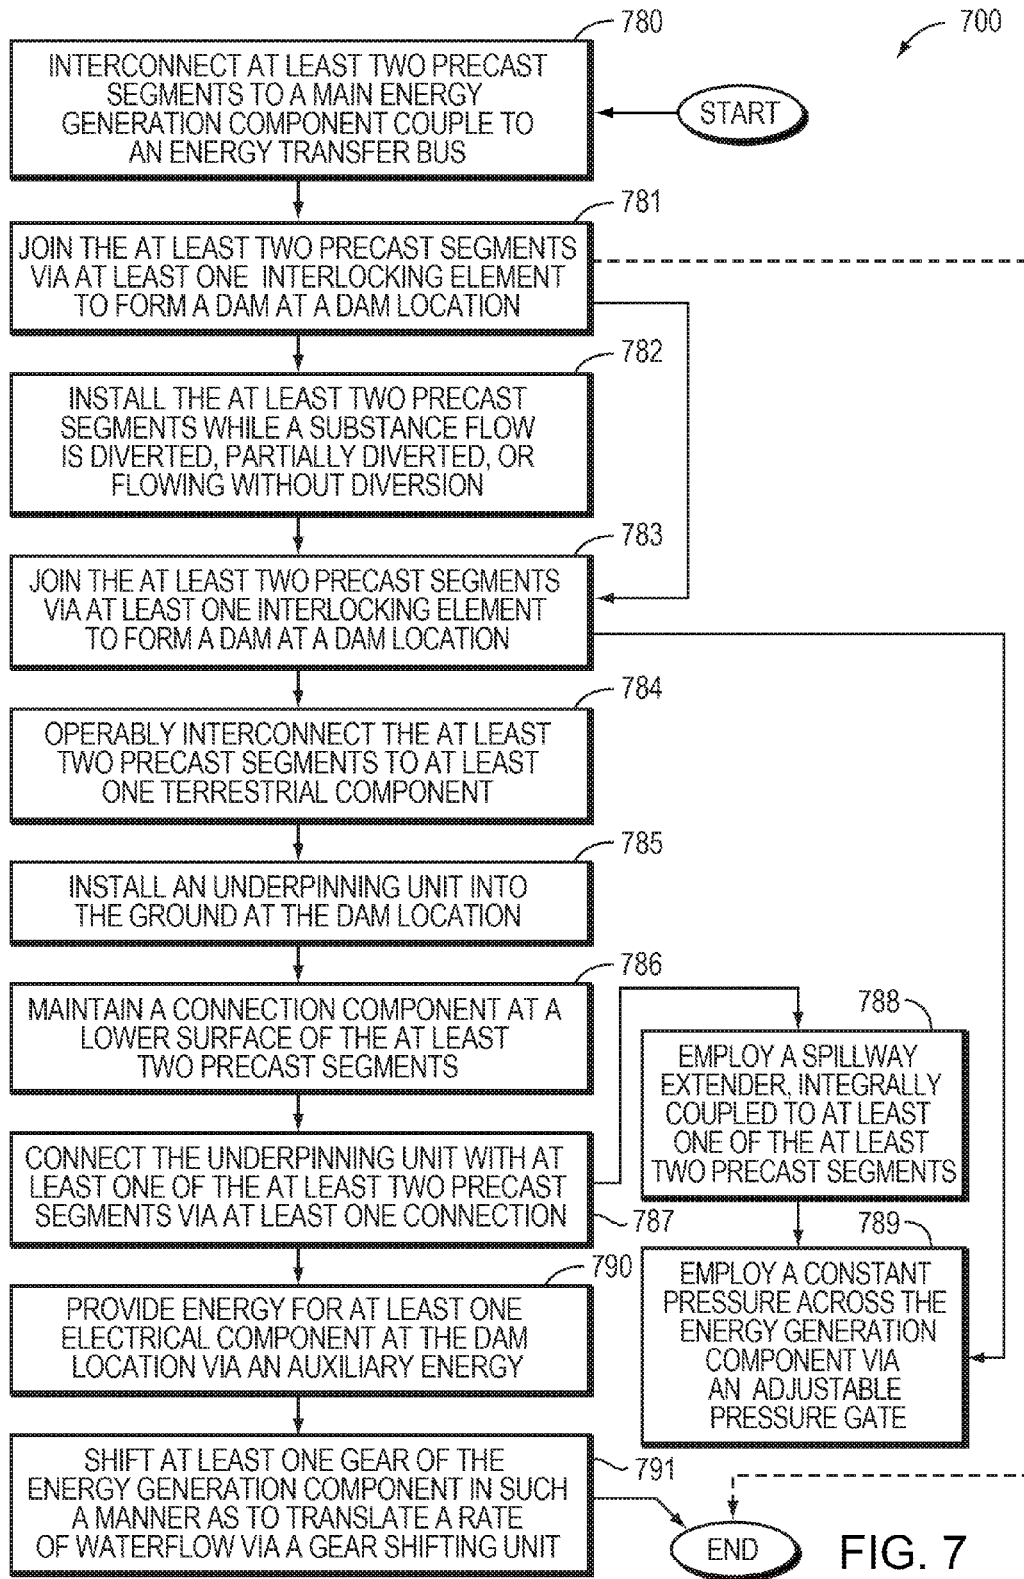 780
700
INTERCONNECT AT LEAST TWO PRECAST
SEGMENTS TO A MAIN ENERGY
GENERATION COMPONENT COUPLE TO
AN ENERGY TRANSFER BUS
START
781
JOIN THE AT LEAST TWO PRECAST SEGMENTS
VIA AT LEAST ONE INTERLOCKING ELEMENT
TO FORM A DAM AT A DAM LOCATION
782
INSTALL THE AT LEAST TWO PRECAST
SEGMENTS WHILE A SUBSTANCE FLOW
IS DIVERTED, PARTIALLY DIVERTED, OR
FLOWING WITHOUT DIVERSION
783
JOIN THE AT LEAST TWO PRECAST SEGMENTS
VIA AT LEAST ONE INTERLOCKING ELEMENT
TO FORM A DAM AT A DAM LOCATION
784
OPERABLY INTERCONNECT THE AT LEAST
TWO PRECAST SEGMENTS TO AT LEAST
ONE TERRESTRIAL COMPONENT
785
INSTALL AN UNDERPINNING UNIT INTO
THE GROUND AT THE DAM LOCATION
786
MAINTAIN A CONNECTION COMPONENT AT A
LOWER SURFACE OF THE AT LEAST
TWO PRECAST SEGMENTS
788
EMPLOY A SPILLWAY
EXTENDER, INTEGRALLY
COUPLED TO AT LEAST
ONE OF THE AT LEAST
TWO PRECAST SEGMENTS
CONNECT THE UNDERPINNING UNIT WITH AT
LEAST ONE OF THE AT LEAST TWO PRECAST
SEGMENTS VIA AT LEAST ONE CONNECTION
787
789
EMPLOY A CONSTANT
PRESSURE ACROSS THE
ENERGY GENERATION
COMPONENT VIA
AN ADJUSTABLE
PRESSURE GATE
790
PROVIDE ENERGY FOR AT LEAST ONE
ELECTRICAL COMPONENT AT THE DAM
LOCATION VIA AN AUXILIARY ENERGY
SHIFT AT LEAST ONE GEAR OF THE
ENERGY GENERATION COMPONENT IN SUCH
A MANNER AS TO TRANSLATE A RATE
OF WATERFLOW VIA A GEAR SHIFTING UNIT
791
END
FIG. 7